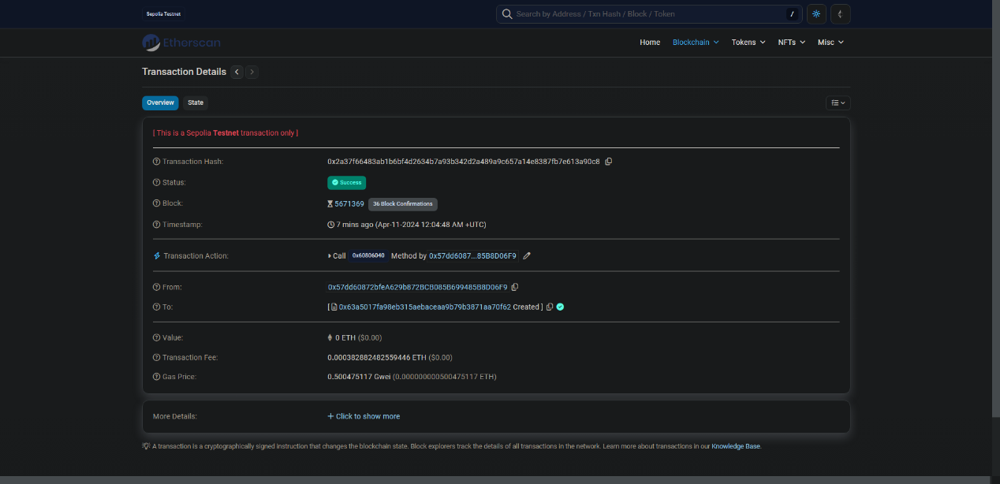 Sepolia Testnet
Search by Address / Txn Hash / Block / Token /
Etherscan
Home Blockchain Tokens NFTs Misc
Transaction Details
Overview State
[ This is a Sepolia Testnet transaction only ]
Transaction Hash: 0x2a37f66483ab1b6bf4d2634b7a93b342d2a489a9c657a14e8387fb7e613a90c8
Status: Success
Block: 5671369 36 Block Confirmations
Timestamp: 7 mins ago (Apr-11-2024 12:04:48 AM +UTC)
Transaction Action: Call 0x60806040 Method by 0x57dd6087...85B8D06F9
From: 0x57dd60872bfeA629b872BCB085B699485B8D06F9
To: [ 0x63a5017fa98eb315aebaceaa9b79b3871aa70f62 Created ]
Value: 0 ETH ($0.00)
Transaction Fee: 0.000382882482559446 ETH ($0.00)
Gas Price: 0.500475117 Gwei (0.000000000500475117 ETH)
More Details: + Click to show more
A transaction is a cryptographically signed instruction that changes the blockchain state. Block explorers track the details of all transactions in the network. Learn more about transactions in our Knowledge Base.